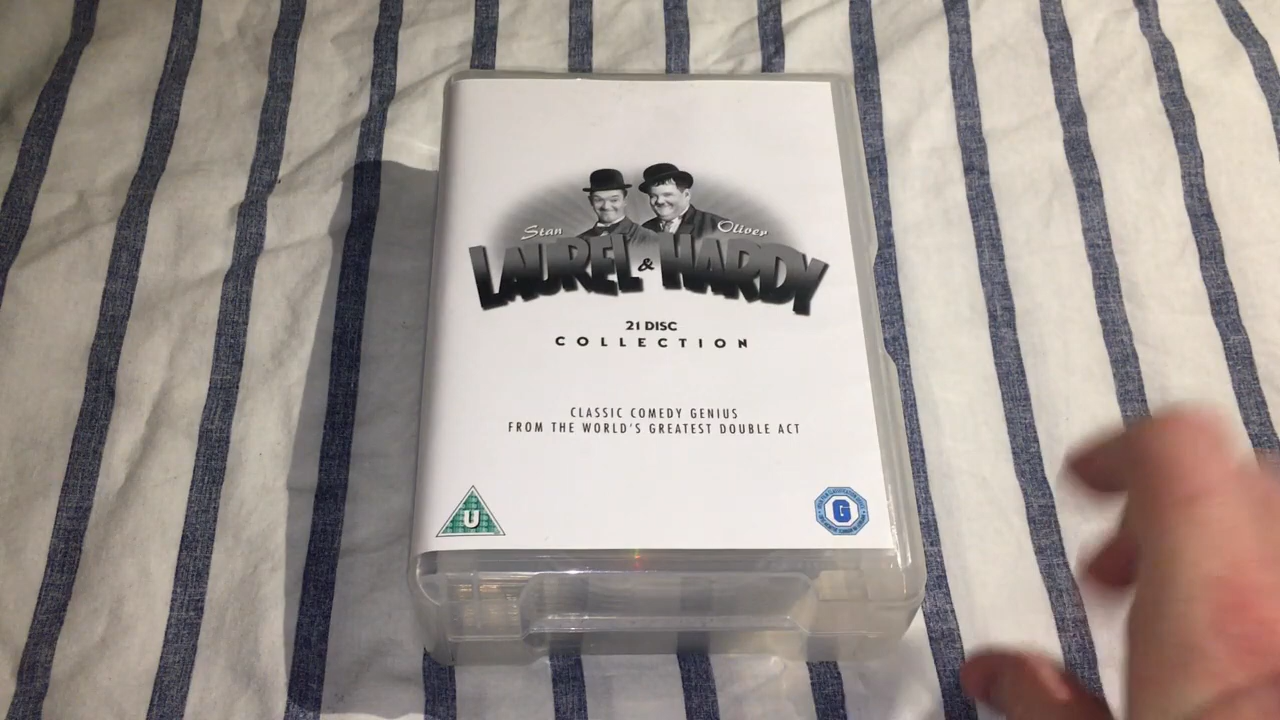 Stan
Oliver
LAUREL & HARDY
21 DISC
COLLECTION
CLASSIC COMEDY GENIUS
FROM THE WORLD'S GREATEST DOUBLE ACT
U
G